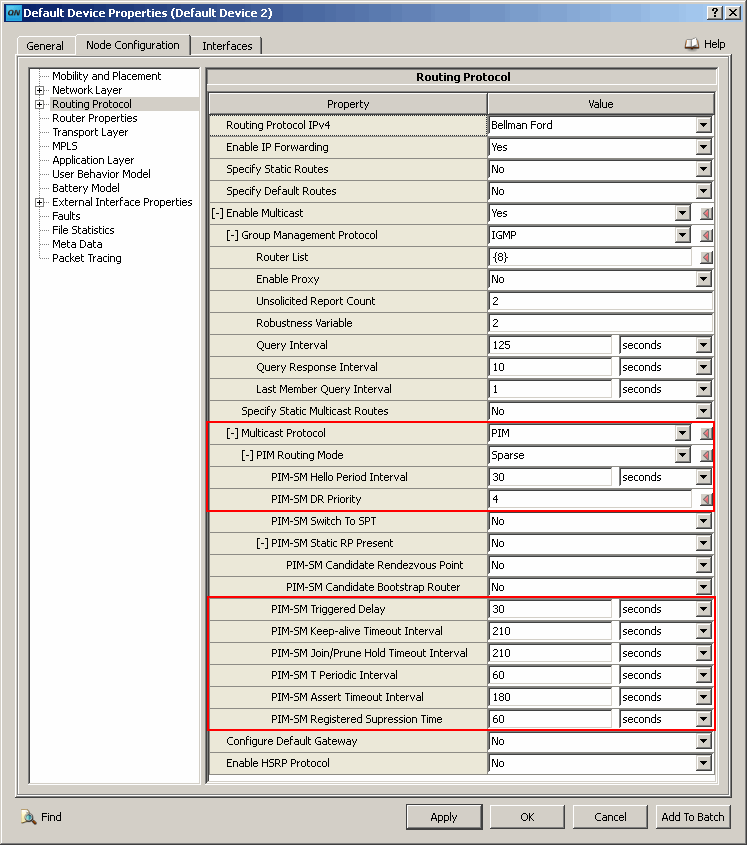 QN Default Device Properties (Default Device 2)
General Node Configuration Interfaces Help
Mobility and Placement
Network Layer
Routing Protocol
Router Properties
Transport Layer
MPLS
Application Layer
User Behavior Model
Battery Model
External Interface Properties
Faults
File Statistics
Meta Data
Packet Tracing
Routing Protocol
Property Value
Routing Protocol IPv4 Bellman Ford
Enable IP Forwarding Yes
Specify Static Routes No
Specify Default Routes No
[-] Enable Multicast Yes
[-] Group Management Protocol IGMP
Router List {8}
Enable Proxy No
Unsolicited Report Count 2
Robustness Variable 2
Query Interval 125 seconds
Query Response Interval 10 seconds
Last Member Query Interval 1 seconds
Specify Static Multicast Routes No
[-] Multicast Protocol PIM
[-] PIM Routing Mode Sparse
PIM-SM Hello Period Interval 30 seconds
PIM-SM DR Priority 4
PIM-SM Switch To SPT No
[-] PIM-SM Static RP Present No
PIM-SM Candidate Rendezvous Point No
PIM-SM Candidate Bootstrap Router No
PIM-SM Triggered Delay 30 seconds
PIM-SM Keep-alive Timeout Interval 210 seconds
PIM-SM Join/Prune Hold Timeout Interval 210 seconds
PIM-SM T Periodic Interval 60 seconds
PIM-SM Assert Timeout Interval 180 seconds
PIM-SM Registered Supression Time 60 seconds
Configure Default Gateway No
Enable HSRP Protocol No
Find Apply OK Cancel Add To Batch